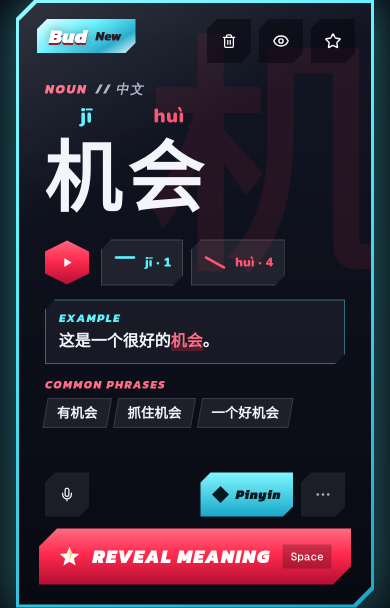 Bud New
NOUN // 中文
jī huì
机会
jī · 1 huì · 4
EXAMPLE
这是一个很好的机会。
COMMON PHRASES
有机会 抓住机会 一个好机会
Pinyin
REVEAL MEANING Space